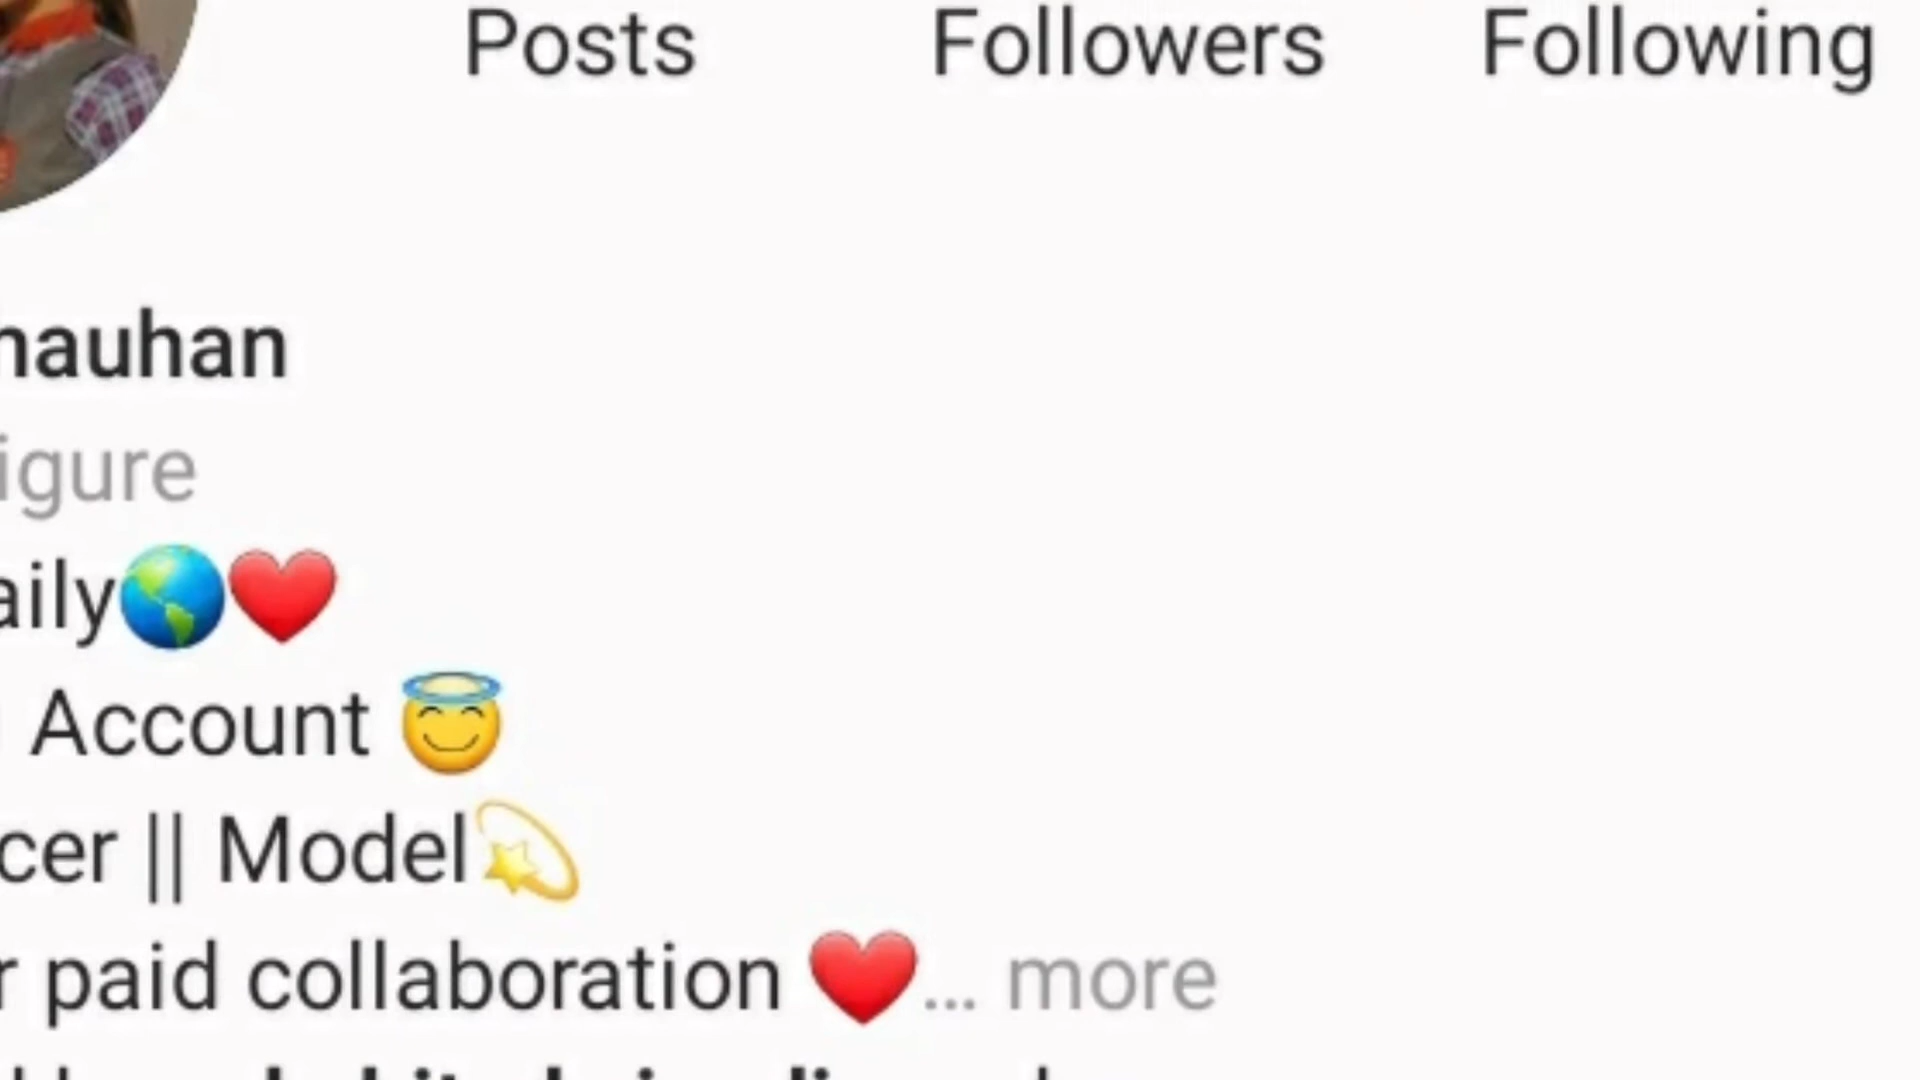 Posts Followers Following
hauhan
igure
aily🌎❤️
Account 😇
cer || Model💫
r paid collaboration ❤️... more